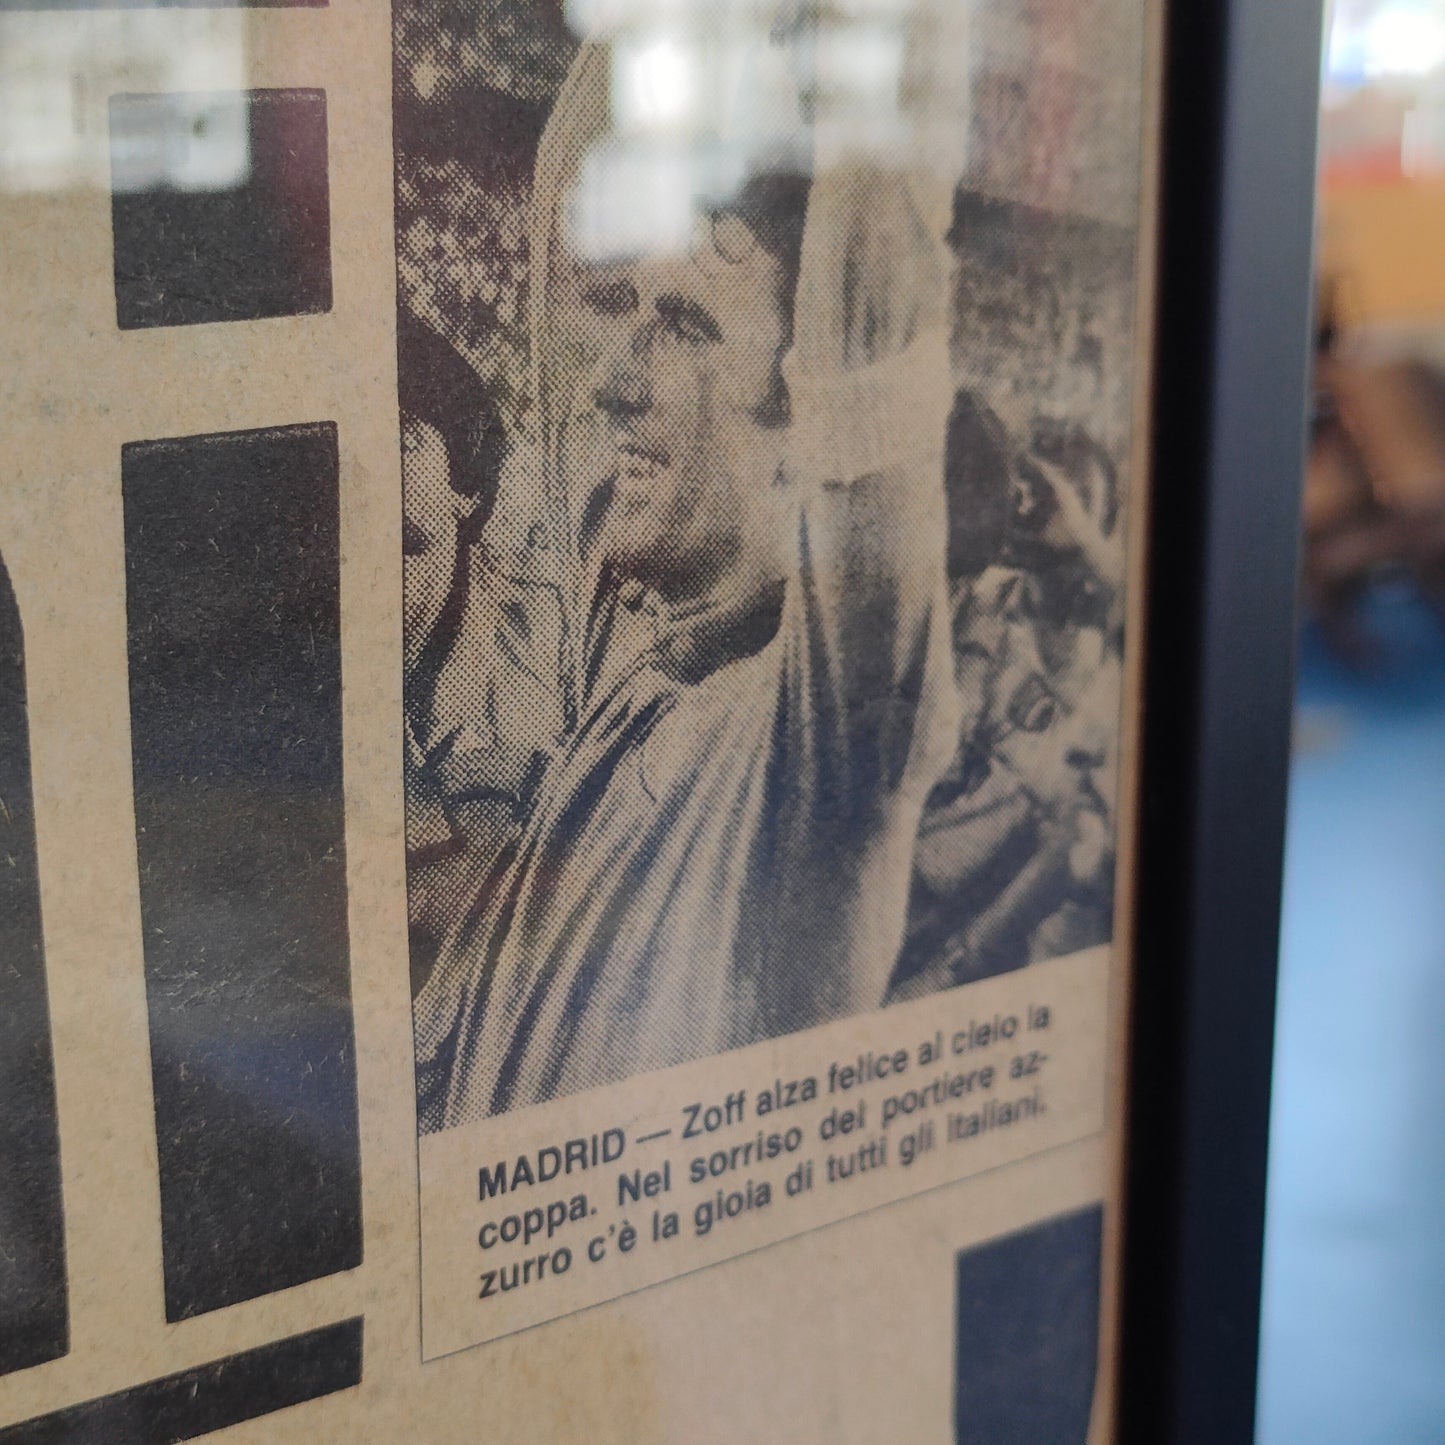 MADRID — Zoff alza felice al cielo la
coppa. Nel sorriso del portiere az-
zurro c'è la gioia di tutti gli italiani.